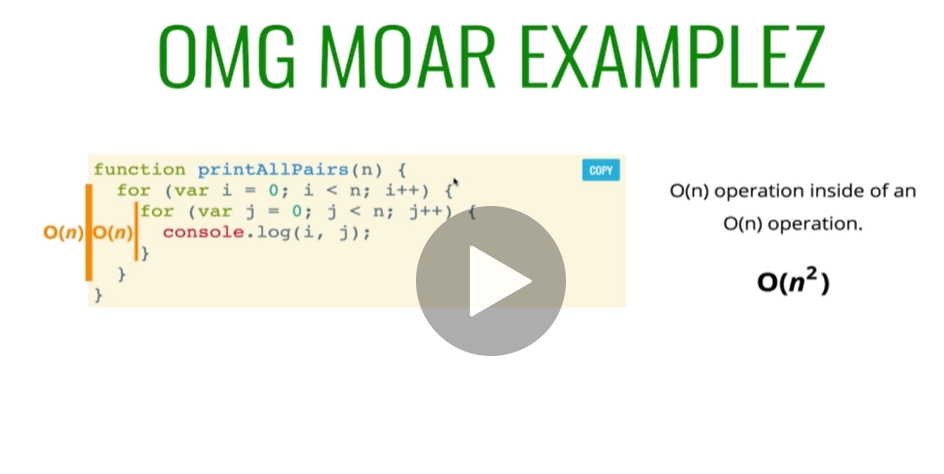 OMG MOAR EXAMPLEZ
function printAllPairs(n) {
for (var i = 0; i < n; i++) {
for (var j = 0; j < n; j++) {
console.log(i, j);
}
}
}
COPY
O(n)
O(n)
O(n) operation inside of an
O(n) operation.
O(n²)